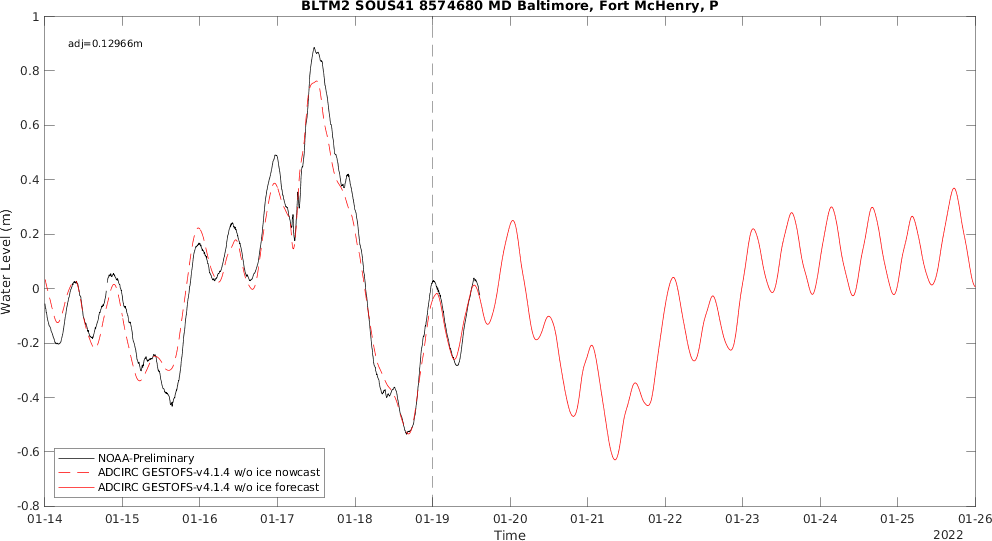 BLTM2 SOUS41 8574680 MD Baltimore, Fort McHenry, P
adj=0.12966m
1
0.8
0.6
0.4
0.2
0
-0.2
-0.4
-0.6
-0.8
Water Level (m)
NOAA-Preliminary
ADCIRC GESTOFS-v4.1.4 w/o ice nowcast
ADCIRC GESTOFS-v4.1.4 w/o ice forecast
01-14 01-15 01-16 01-17 01-18 01-19 01-20 01-21 01-22 01-23 01-24 01-25 01-26
Time
2022